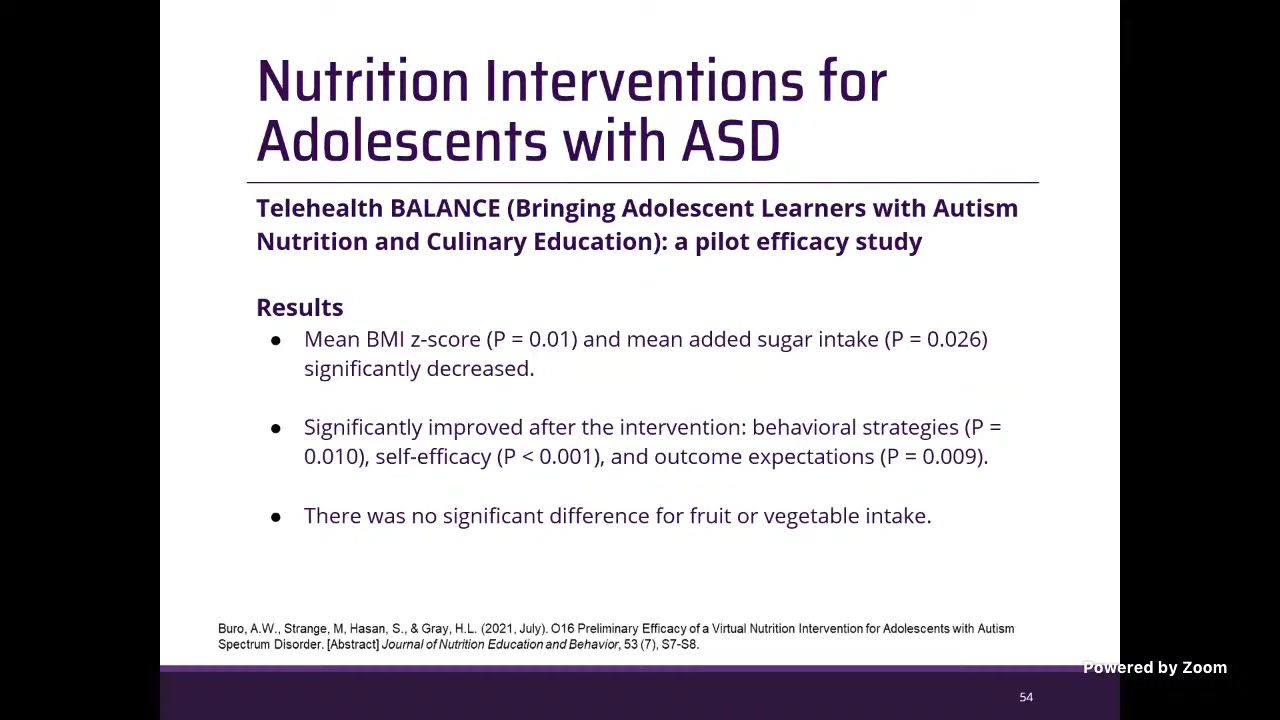 Nutrition Interventions for
Adolescents with ASD
Telehealth BALANCE (Bringing Adolescent Learners with Autism
Nutrition and Culinary Education): a pilot efficacy study
Results
● Mean BMI z-score (P = 0.01) and mean added sugar intake (P = 0.026)
significantly decreased.
● Significantly improved after the intervention: behavioral strategies (P =
0.010), self-efficacy (P < 0.001), and outcome expectations (P = 0.009).
● There was no significant difference for fruit or vegetable intake.
Buro, A.W., Strange, M, Hasan, S., & Gray, H.L. (2021, July). O16 Preliminary Efficacy of a Virtual Nutrition Intervention for Adolescents with Autism
Spectrum Disorder. [Abstract] Journal of Nutrition Education and Behavior, 53 (7), S7-S8.
Powered by Zoom
54